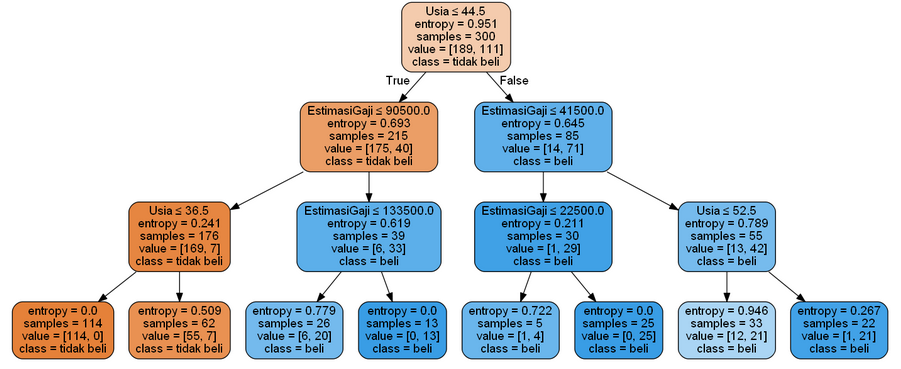 Usia ≤ 44.5
entropy = 0.951
samples = 300
value = [189, 111]
class = tidak beli
True
False
EstimasiGaji ≤ 90500.0
entropy = 0.693
samples = 215
value = [175, 40]
class = tidak beli
EstimasiGaji ≤ 41500.0
entropy = 0.645
samples = 85
value = [14, 71]
class = beli
Usia ≤ 36.5
entropy = 0.241
samples = 176
value = [169, 7]
class = tidak beli
EstimasiGaji ≤ 133500.0
entropy = 0.619
samples = 39
value = [6, 33]
class = beli
EstimasiGaji ≤ 22500.0
entropy = 0.211
samples = 30
value = [1, 29]
class = beli
Usia ≤ 52.5
entropy = 0.789
samples = 55
value = [13, 42]
class = beli
entropy = 0.0
samples = 114
value = [114, 0]
class = tidak beli
entropy = 0.509
samples = 62
value = [55, 7]
class = tidak beli
entropy = 0.779
samples = 26
value = [6, 20]
class = beli
entropy = 0.0
samples = 13
value = [0, 13]
class = beli
entropy = 0.722
samples = 5
value = [1, 4]
class = beli
entropy = 0.0
samples = 25
value = [0, 25]
class = beli
entropy = 0.946
samples = 33
value = [12, 21]
class = beli
entropy = 0.267
samples = 22
value = [1, 21]
class = beli